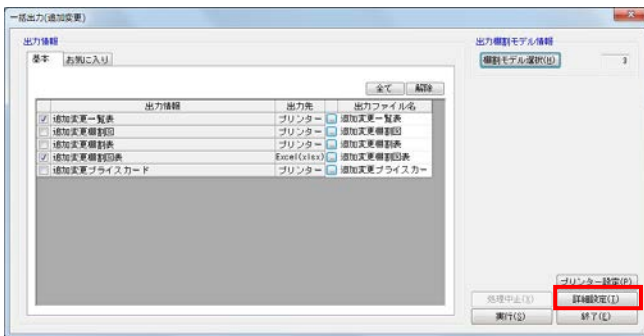 一括出力(追加変更)
出力情報
基本 お気に入り
全て 解除
出力情報 出力先 出力ファイル名
追加変更一覧表 プリンター 追加変更一覧表
追加変更棚割図 プリンター 追加変更棚割図
追加変更棚割表 プリンター 追加変更棚割表
追加変更棚割図表 Excel(xlsx) 追加変更棚割図表
追加変更プライスカード プリンター 追加変更プライスカー
出力棚割モデル情報
棚割モデル選択(H) 3
プリンター設定(P)
処理中止(X) 詳細設定(I)
実行(S) 終了(E)